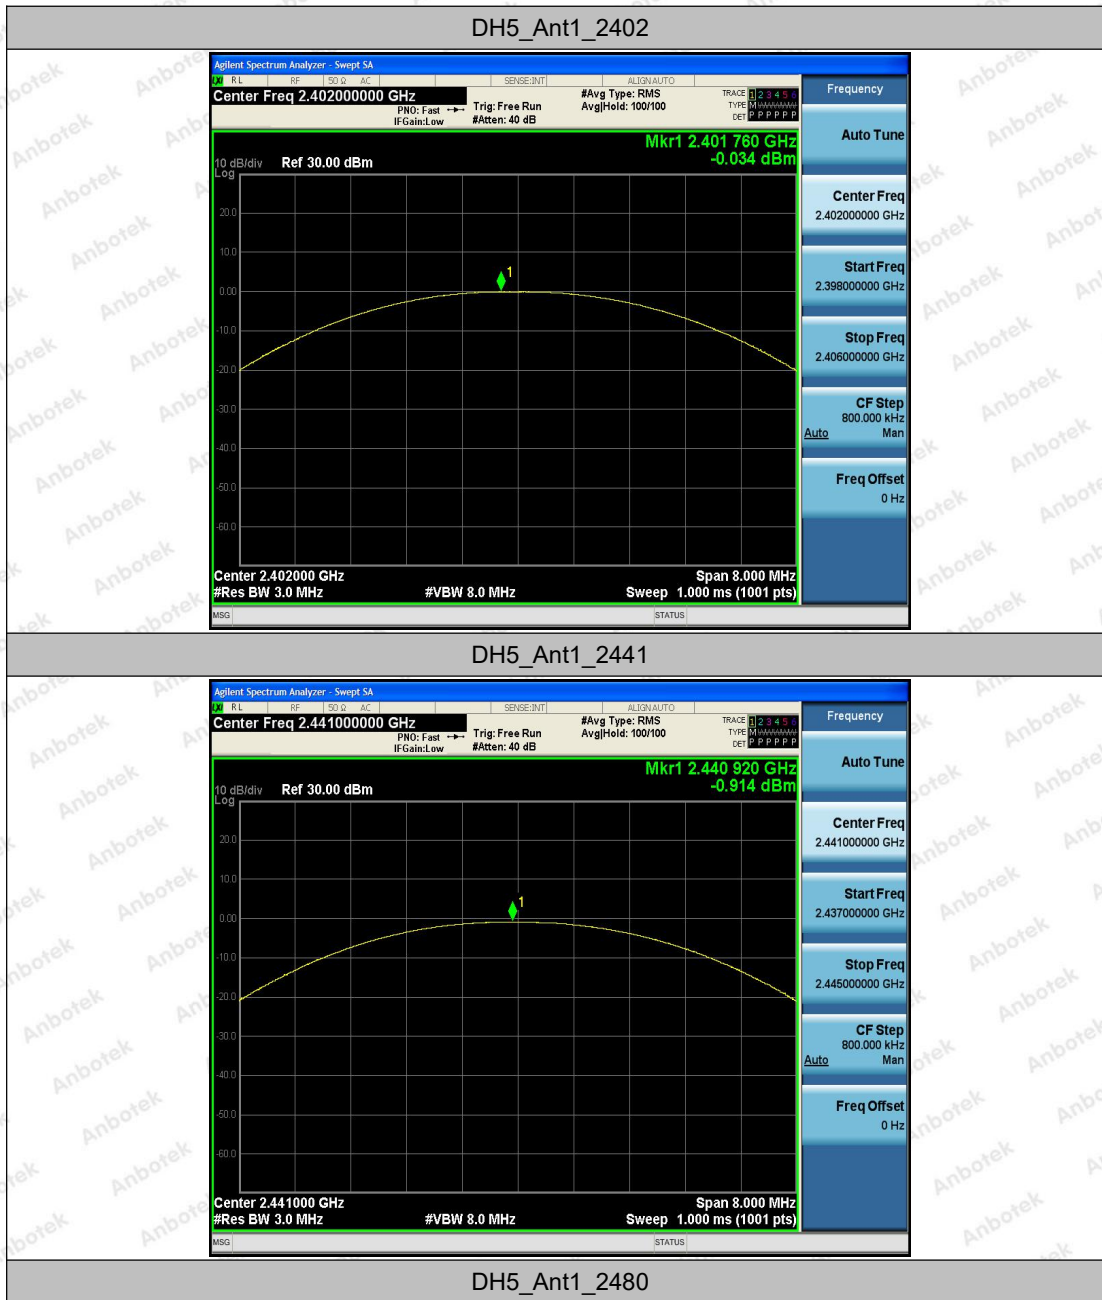 DH5_Ant1_2402
Agilent Spectrum Analyzer - Swept SA
RL RF 50 Ω AC SENSE:INT ALIGNAUTO
Center Freq 2.402000000 GHz
PNO: Fast
IFGain:Low
Trig: Free Run
#Atten: 40 dB
#Avg Type: RMS
Avg|Hold: 100/100
TRACE 1 2 3 4 5 6
TYPE M WWWWW
DET P P P P P P
Mkr1 2.401 760 GHz
-0.034 dBm
10 dB/div Ref 30.00 dBm
Log
20.0
10.0
0.00
-10.0
-20.0
-30.0
-40.0
-50.0
-60.0
Center 2.402000 GHz Span 8.000 MHz
#Res BW 3.0 MHz #VBW 8.0 MHz Sweep 1.000 ms (1001 pts)
MSG STATUS
Frequency
Auto Tune
Center Freq
2.402000000 GHz
Start Freq
2.398000000 GHz
Stop Freq
2.406000000 GHz
CF Step
800.000 kHz
Auto Man
Freq Offset
0 Hz
DH5_Ant1_2441
Agilent Spectrum Analyzer - Swept SA
RL RF 50 Ω AC SENSE:INT ALIGNAUTO
Center Freq 2.441000000 GHz
PNO: Fast
IFGain:Low
Trig: Free Run
#Atten: 40 dB
#Avg Type: RMS
Avg|Hold: 100/100
TRACE 1 2 3 4 5 6
TYPE M WWWWW
DET P P P P P P
Mkr1 2.440 920 GHz
-0.914 dBm
10 dB/div Ref 30.00 dBm
Log
20.0
10.0
0.00
-10.0
-20.0
-30.0
-40.0
-50.0
-60.0
Center 2.441000 GHz Span 8.000 MHz
#Res BW 3.0 MHz #VBW 8.0 MHz Sweep 1.000 ms (1001 pts)
MSG STATUS
Frequency
Auto Tune
Center Freq
2.441000000 GHz
Start Freq
2.437000000 GHz
Stop Freq
2.445000000 GHz
CF Step
800.000 kHz
Auto Man
Freq Offset
0 Hz
DH5_Ant1_2480